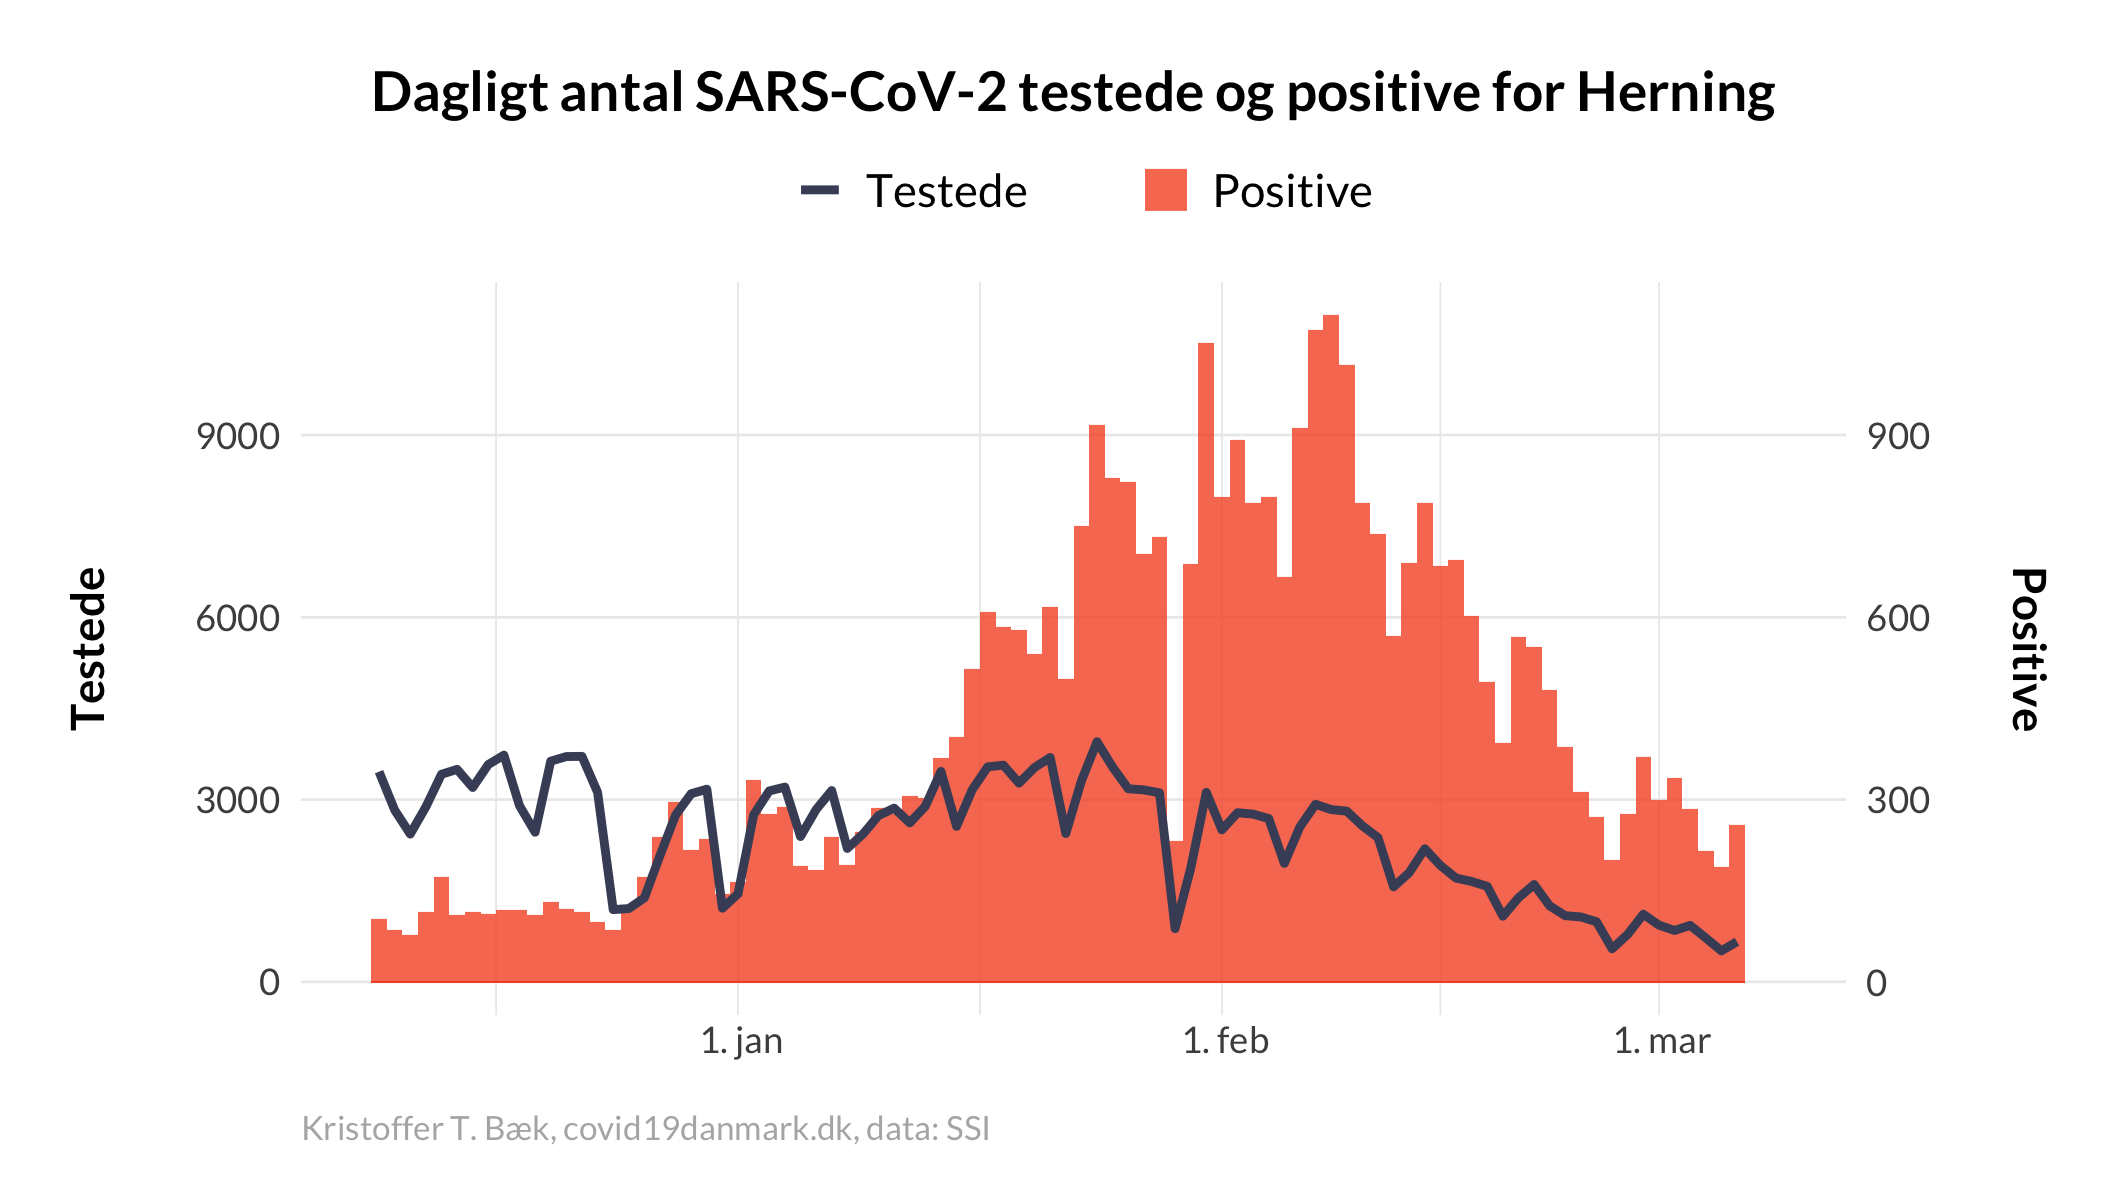 Dagligt antal SARS-CoV-2 testede og positive for Herning
Testede Positive
9000 900
6000 600
3000 300
0 0
Testede
Positive
1. jan 1. feb 1. mar
Kristoffer T. Bæk, covid19danmark.dk, data: SSI